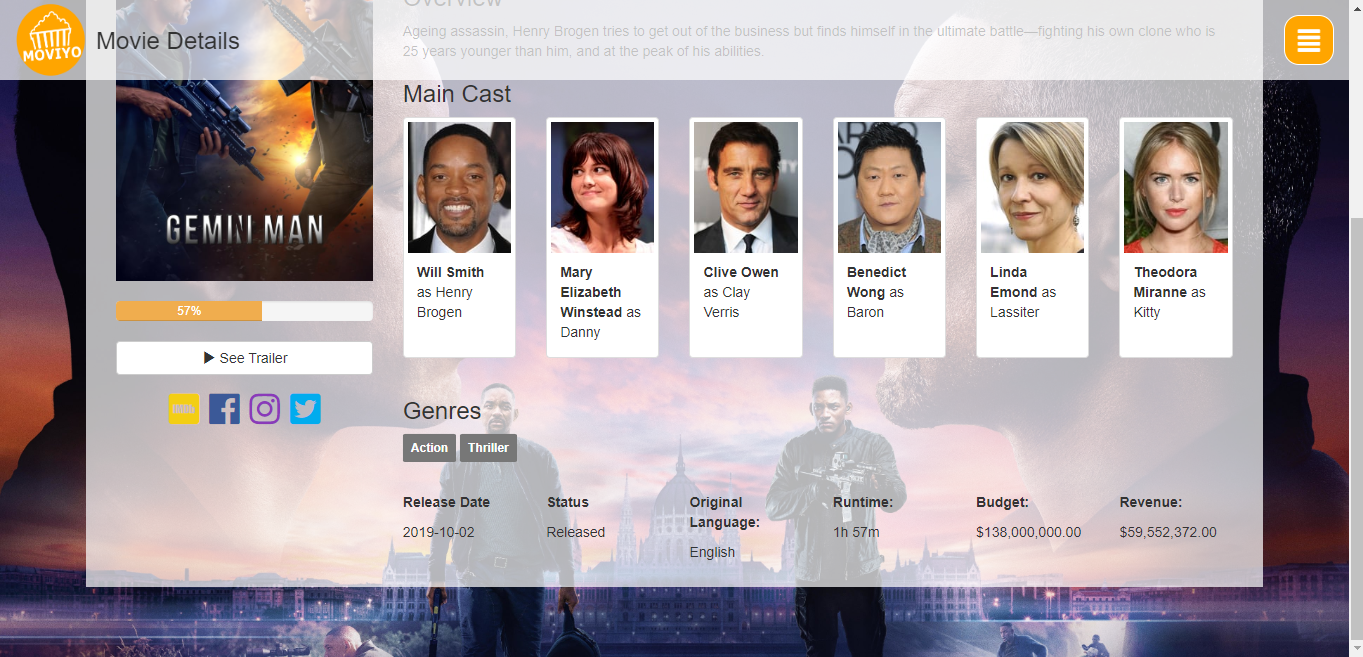 Overview
MOVIYO
Movie Details
Ageing assassin, Henry Brogen tries to get out of the business but finds himself in the ultimate battle—fighting his own clone who is
25 years younger than him, and at the peak of his abilities.
GEMINI MAN
57%
See Trailer
Main Cast
Will Smith
as Henry
Brogen
Mary
Elizabeth
Winstead as
Danny
Clive Owen
as Clay
Verris
Benedict
Wong as
Baron
Linda
Emond as
Lassiter
Theodora
Miranne as
Kitty
Genres
Action
Thriller
Release Date
2019-10-02
Status
Released
Original
Language:
English
Runtime:
1h 57m
Budget:
$138,000,000.00
Revenue:
$59,552,372.00